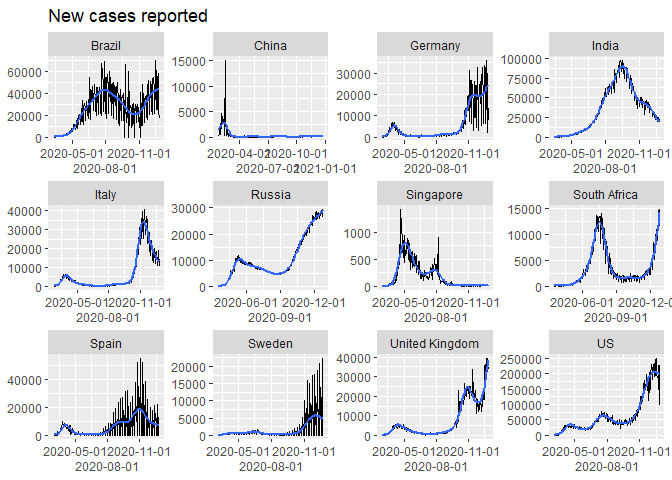 New cases reported
Brazil China Germany India
60000 15000 30000 100000
40000 10000 20000 75000
20000 5000 10000 50000
0 0 0 25000
0
2020-05-01 2020-11-01 2020-04-01 2020-10-01 2020-05-01 2020-11-01 2020-05-01 2020-11-01
2020-08-01 2020-07-01 2021-01-01 2020-08-01 2020-08-01
Italy Russia Singapore South Africa
40000 30000 1000 15000
30000 20000 500 10000
20000 10000 0 5000
10000 0 0
0
2020-05-01 2020-11-01 2020-06-01 2020-12-01 2020-05-01 2020-11-01 2020-06-01 2020-12-0
2020-08-01 2020-09-01 2020-08-01 2020-09-01
Spain Sweden United Kingdom US
40000 20000 40000 250000
20000 15000 30000 200000
0 10000 20000 150000
5000 10000 100000
0 0 50000
0
2020-05-01 2020-11-01 2020-05-01 2020-11-01 2020-05-01 2020-11-01 2020-05-01 2020-11-01
2020-08-01 2020-08-01 2020-08-01 2020-08-01